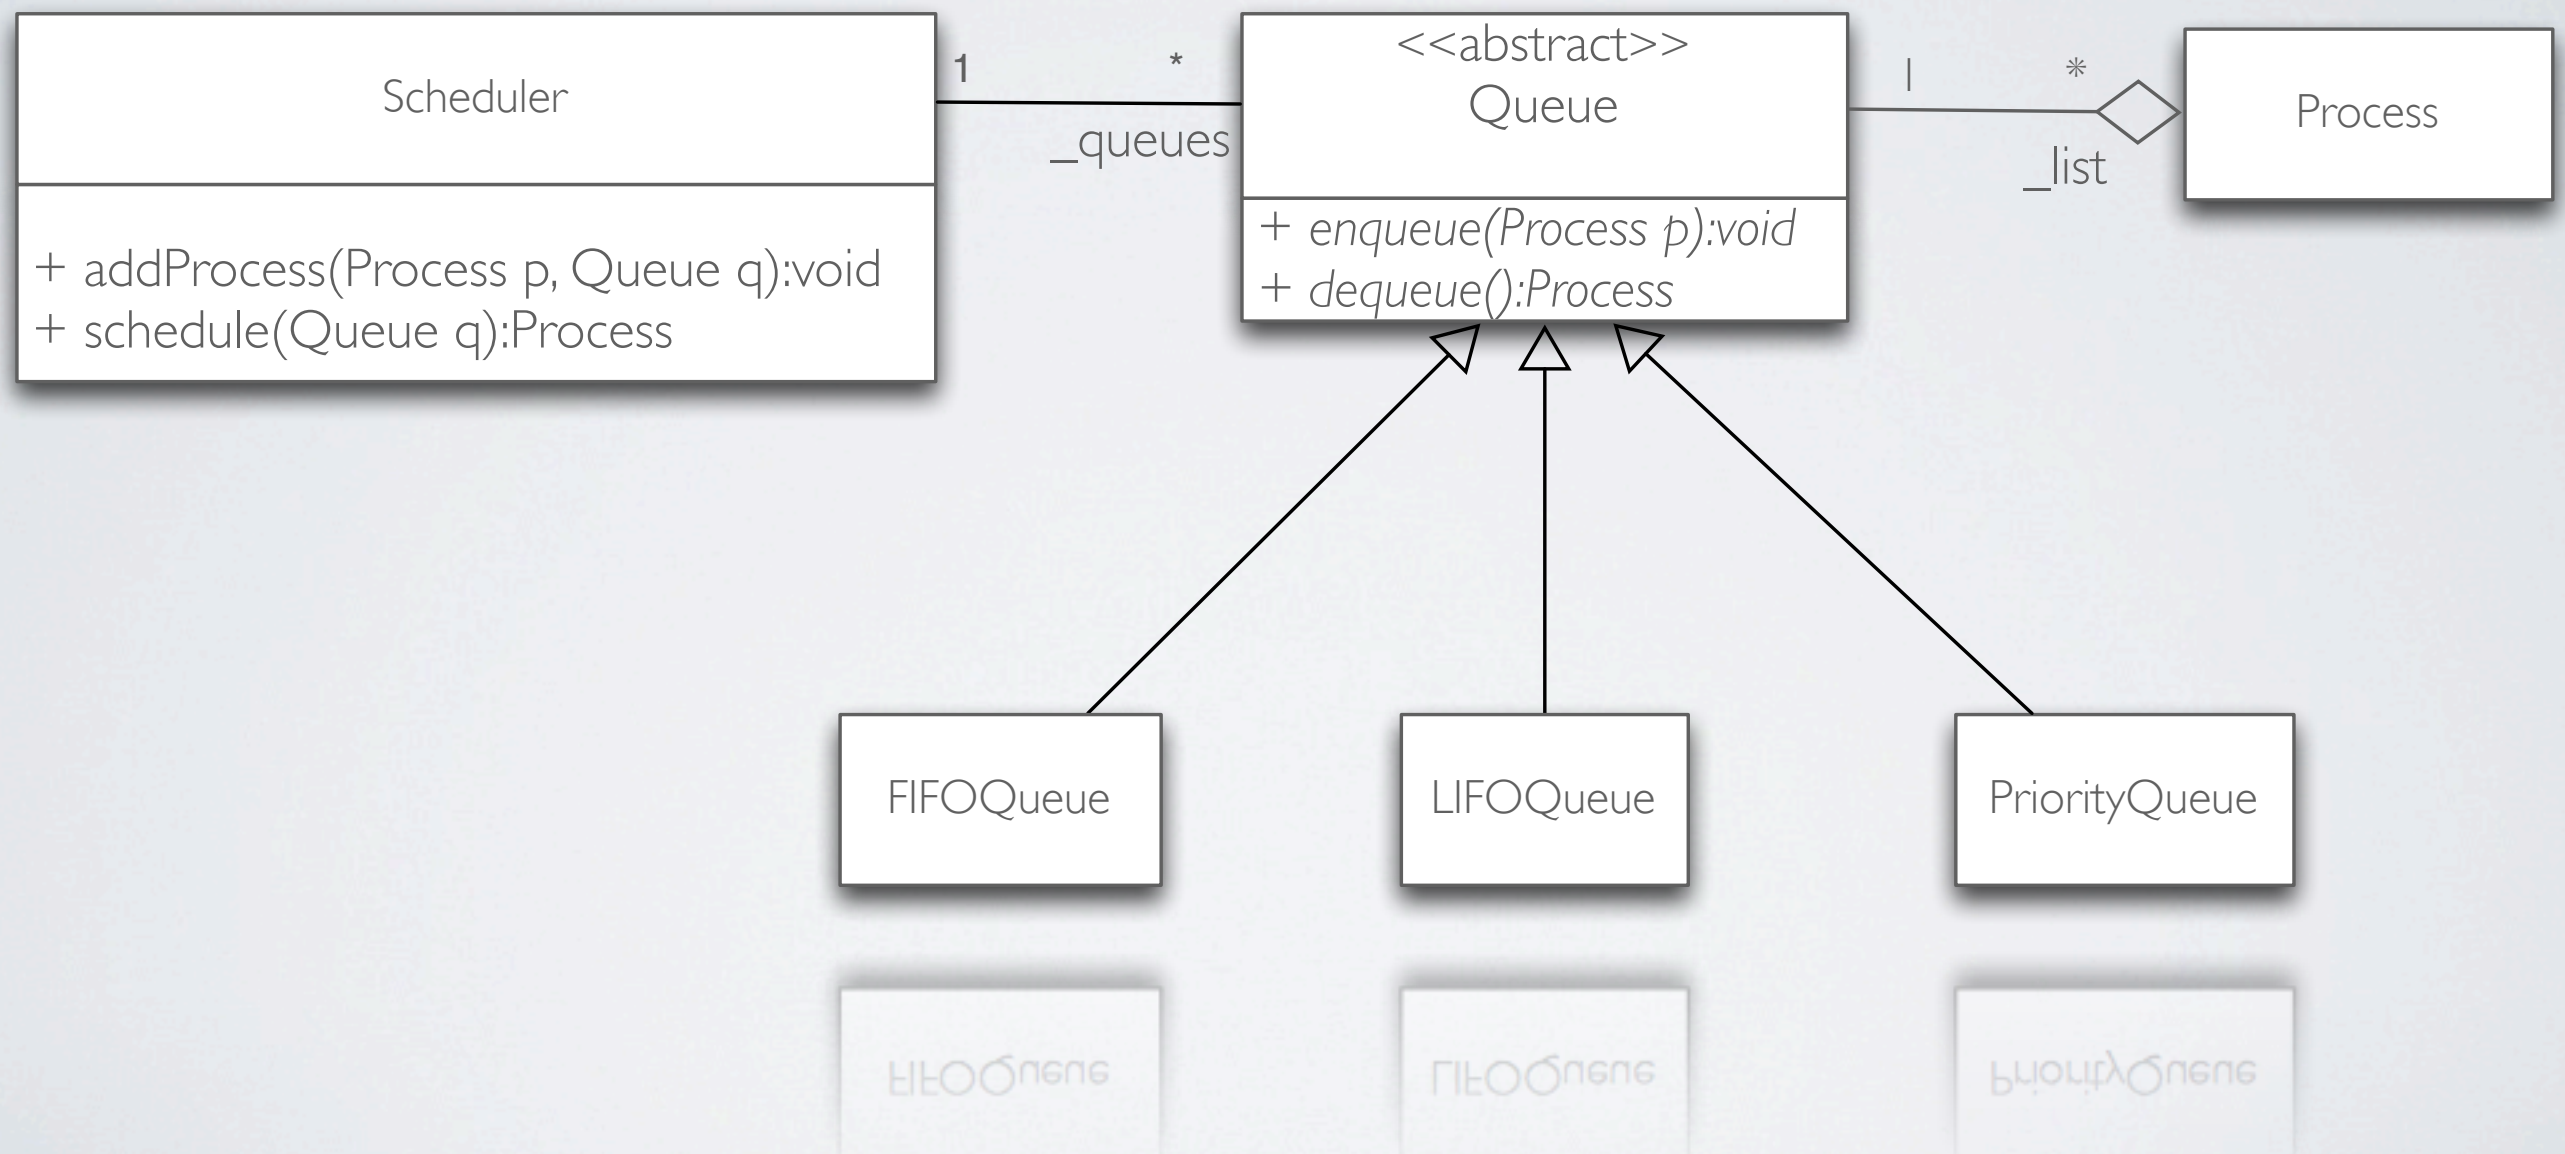 Scheduler
+ addProcess(Process p, Queue q):void
+ schedule(Queue q):Process
1
*
_queues
<<abstract>>
Queue
+ enqueue(Process p):void
+ dequeue():Process
1
*
_list
Process
FIFOQueue
LIFOQueue
PriorityQueue